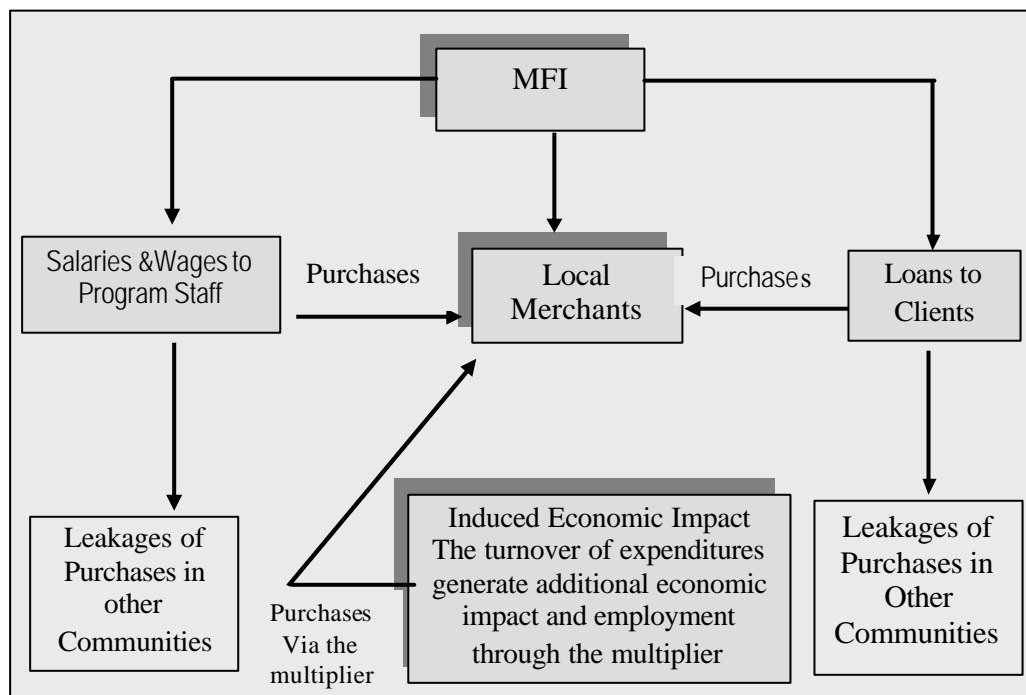 MFI
Salaries &Wages to
Program Staff
Purchases
Local
Merchants
Purchases
Loans to
Clients
Leakages of
Purchases in
other
Communities
Purchases
Via the
multiplier
Induced Economic Impact
The turnover of expenditures
generate additional economic
impact and employment
through the multiplier
Leakages of
Purchases in
Other
Communities